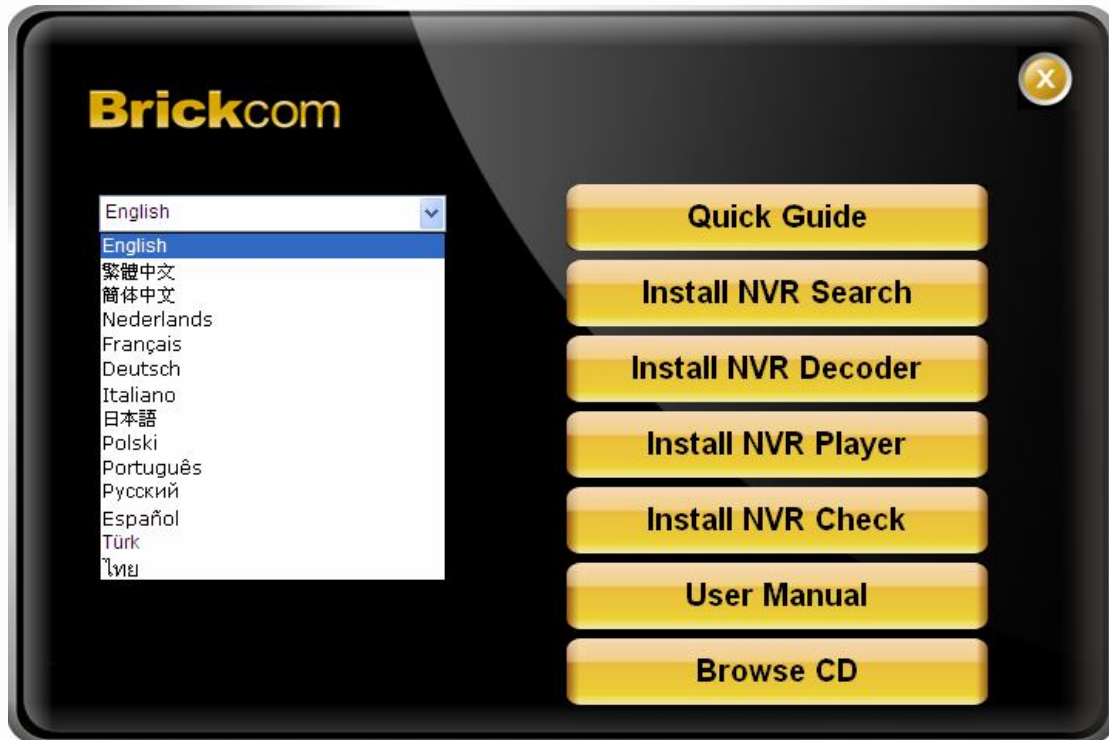 Brickcom
X
English
English
繁體中文
簡体中文
Nederlands
Français
Deutsch
Italiano
日本語
Polski
Português
Русский
Español
Türk
ไทย
Quick Guide
Install NVR Search
Install NVR Decoder
Install NVR Player
Install NVR Check
User Manual
Browse CD